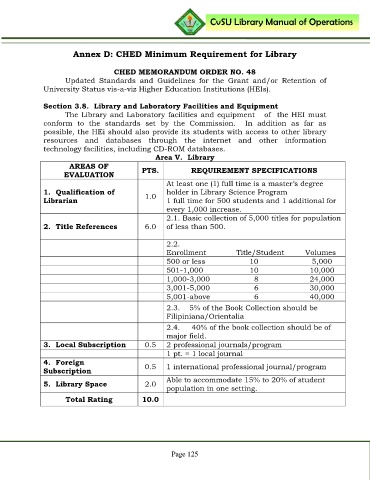 CvSU Library Manual of Operations
Annex D: CHED Minimum Requirement for Library
CHED MEMORANDUM ORDER NO. 48
Updated Standards and Guidelines for the Grant and/or Retention of
University Status vis-a-viz Higher Education Institutions (HEIs).
Section 3.8. Library and Laboratory Facilities and Equipment
The Library and Laboratory facilities and equipment of the HEI must
conform to the standards set by the Commission. In addition as far as
possible, the HEi should also provide its students with access to other library
resources and databases through the internet and other information
technology facilities, including CD-ROM databases.
Area V. Library
AREAS OF EVALUATION PTS. REQUIREMENT SPECIFICATIONS
1. Qualification of Librarian 1.0 At least one (1) full time is a master's degree
holder in Library Science Program
1 full time for 500 students and 1 additional for
every 1,000 increase.
2. Title References 6.0 2.1. Basic collection of 5,000 titles for population
of less than 500.
2.2.
Enrollment Title/Student Volumes
500 or less 10 5,000
501-1,000 10 10,000
1,000-3,000 8 24,000
3,001-5,000 6 30,000
5,001-above 6 40,000
2.3. 5% of the Book Collection should be
Filipiniana/Orientalia
2.4. 40% of the book collection should be of
major field.
3. Local Subscription 0.5 2 professional journals/program
1 pt. = 1 local journal
4. Foreign Subscription 0.5 1 international professional journal/program
5. Library Space 2.0 Able to accommodate 15% to 20% of student
population in one setting.
Total Rating 10.0
Page 125